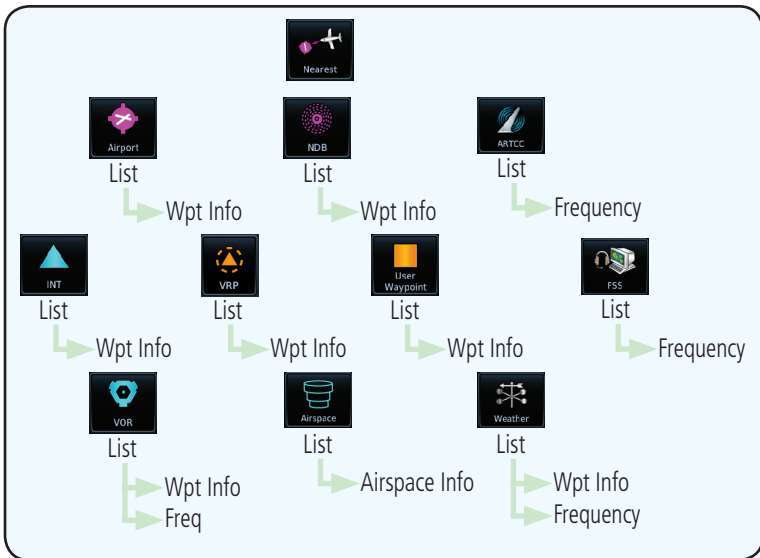 Nearest
Airport NDB ARTCC
List List List
Wpt Info Wpt Info Frequency
INT VRP User Waypoint FSS
List List List List
Wpt Info Wpt Info Wpt Info Frequency
VOR Airspace Weather
List List List
Wpt Info Airspace Info Wpt Info
Freq Frequency